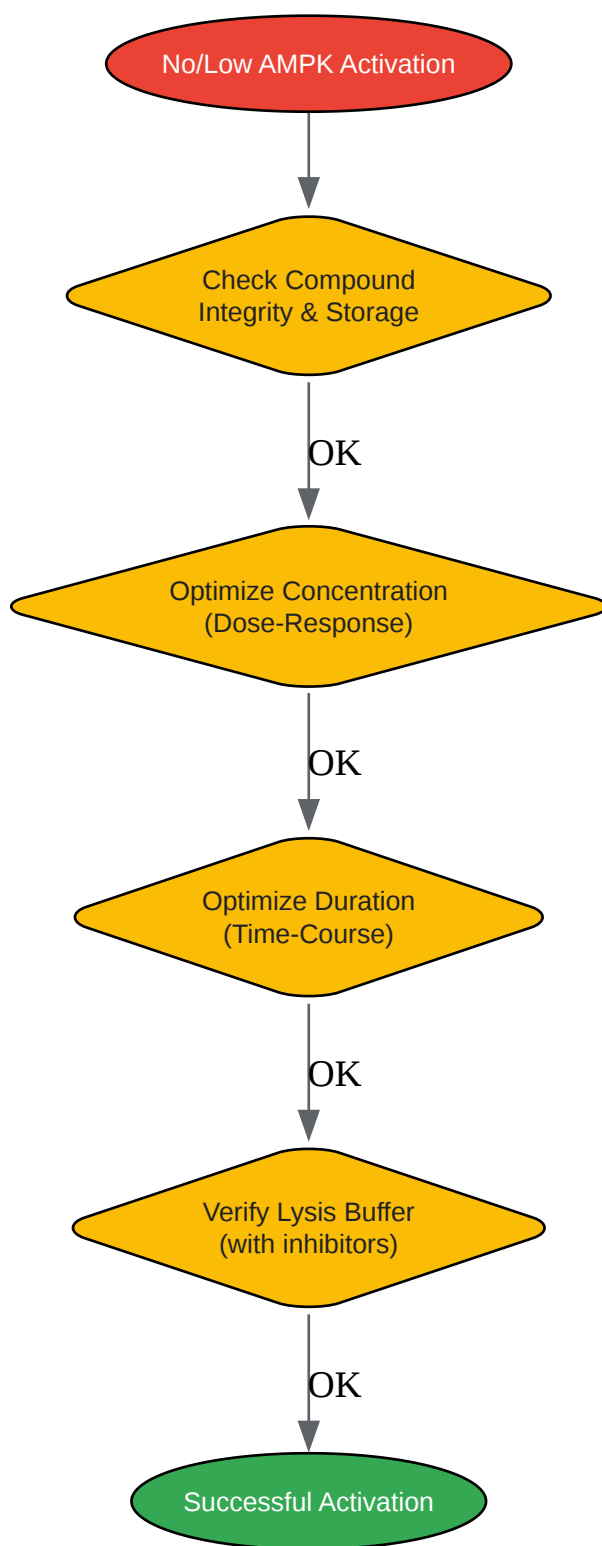 No/Low AMPK Activation
Check Compound
Integrity & Storage
OK
Optimize Concentration
(Dose-Response)
OK
Optimize Duration
(Time-Course)
OK
Verify Lysis Buffer
(with inhibitors)
OK
Successful Activation